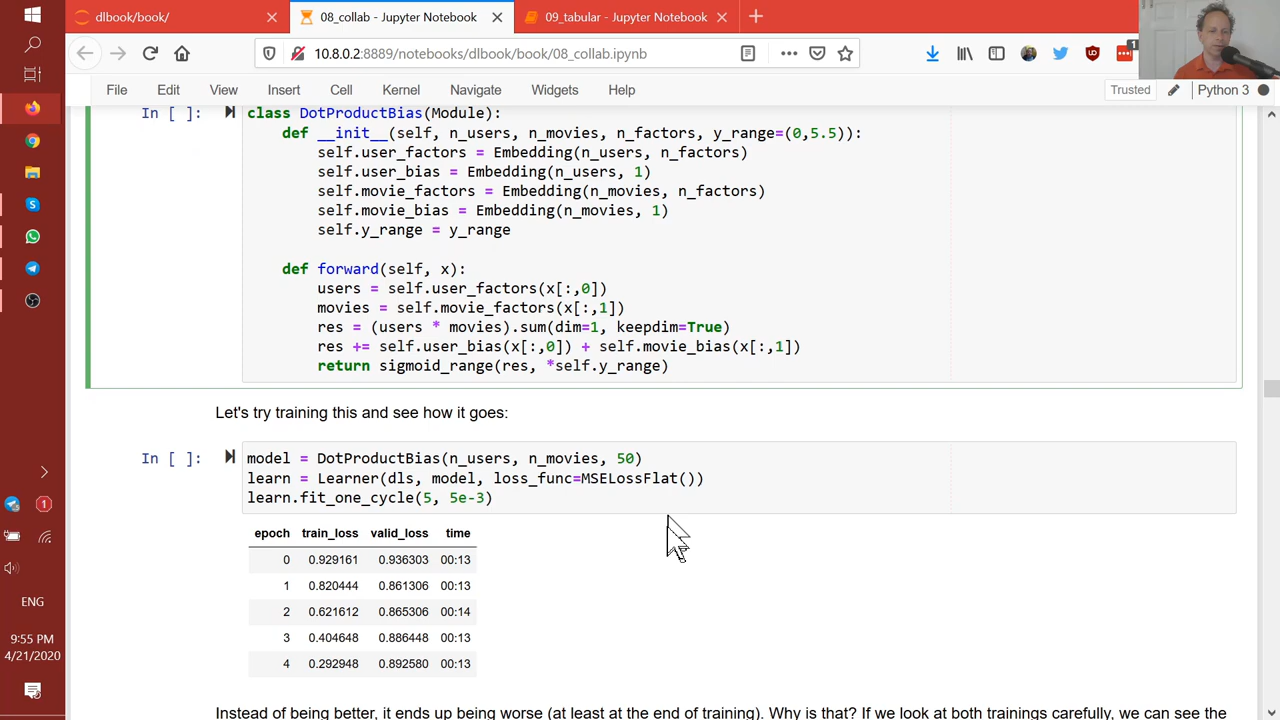 dlbook/book/
08_collab - Jupyter Notebook
09_tabular - Jupyter Notebook
10.8.0.2:8889/notebooks/dlbook/book/08_collab.ipynb
1
File Edit View Insert Cell Kernel Navigate Widgets Help
Trusted
Python 3
In [ ]:
class DotProductBias(Module):
def __init__(self, n_users, n_movies, n_factors, y_range=(0,5.5)):
self.user_factors = Embedding(n_users, n_factors)
self.user_bias = Embedding(n_users, 1)
self.movie_factors = Embedding(n_movies, n_factors)
self.movie_bias = Embedding(n_movies, 1)
self.y_range = y_range
def forward(self, x):
users = self.user_factors(x[:,0])
movies = self.movie_factors(x[:,1])
res = (users * movies).sum(dim=1, keepdim=True)
res += self.user_bias(x[:,0]) + self.movie_bias(x[:,1])
return sigmoid_range(res, *self.y_range)
Let's try training this and see how it goes:
In [ ]:
model = DotProductBias(n_users, n_movies, 50)
learn = Learner(dls, model, loss_func=MSELossFlat())
learn.fit_one_cycle(5, 5e-3)
epoch train_loss valid_loss time
0 0.929161 0.936303 00:13
1 0.820444 0.861306 00:13
2 0.621612 0.865306 00:14
3 0.404648 0.886448 00:13
4 0.292948 0.892580 00:13
Instead of being better, it ends up being worse (at least at the end of training). Why is that? If we look at both trainings carefully, we can see the
1
ENG
9:55 PM
4/21/2020